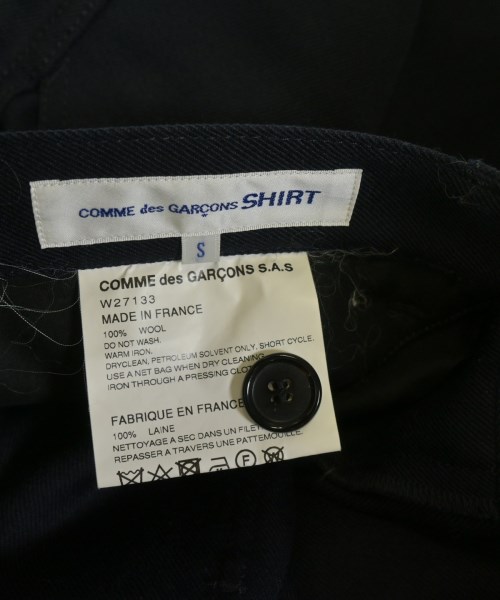 COMME des GARÇONS SHIRT
S
COMME des GARÇONS S.A.S
W27133
MADE IN FRANCE
100% WOOL
DO NOT WASH.
WARM IRON.
DRYCLEAN, PETROLEUM SOLVENT ONLY, SHORT CYCLE.
USE A NET BAG WHEN DRY CLEANING.
IRON THROUGH A PRESSING
FABRIQUE EN FRANCE
100% LAINE
NETTOYAGE A SEC DANS UN FILET
REPASSER A TRAVERS UNE PATTEMOUILLE.